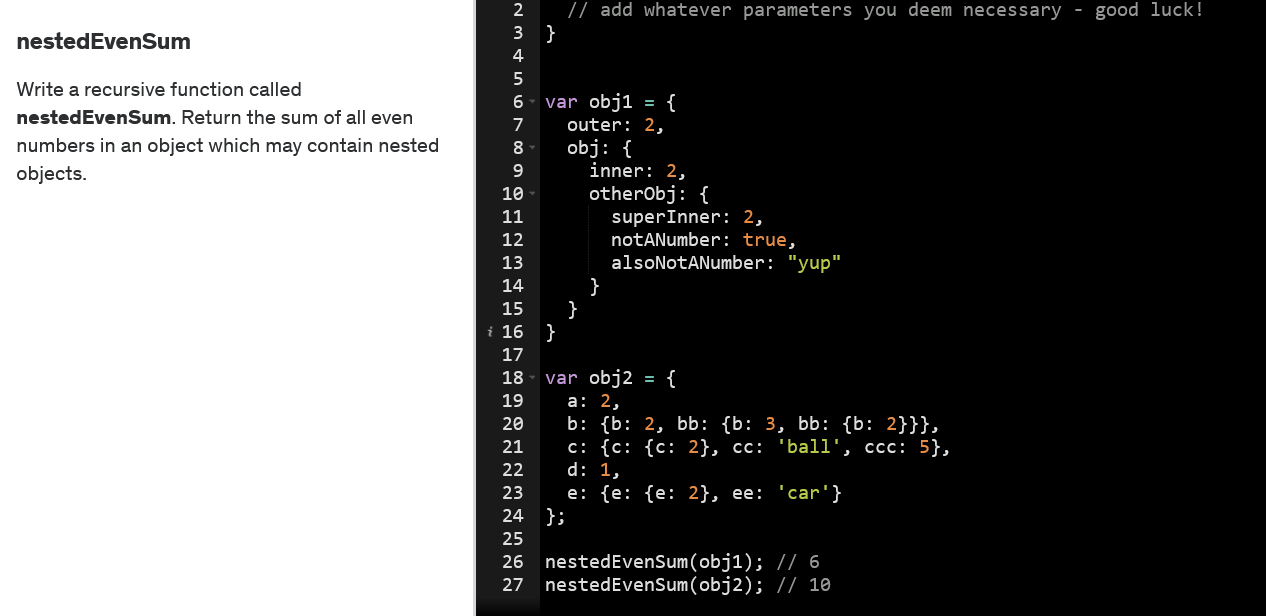 nestedEvenSum
Write a recursive function called
nestedEvenSum. Return the sum of all even
numbers in an object which may contain nested
objects.
2 // add whatever parameters you deem necessary - good luck!
3 }
4
5
6 var obj1 = {
7 outer: 2,
8 obj: {
9 inner: 2,
10 otherObj: {
11 superInner: 2,
12 notANumber: true,
13 alsoNotANumber: "yup"
14 }
15 }
i 16 }
17
18 var obj2 = {
19 a: 2,
20 b: {b: 2, bb: {b: 3, bb: {b: 2}}},
21 c: {c: {c: 2}, cc: 'ball', ccc: 5},
22 d: 1,
23 e: {e: {e: 2}, ee: 'car'}
24 };
25
26 nestedEvenSum(obj1); // 6
27 nestedEvenSum(obj2); // 10